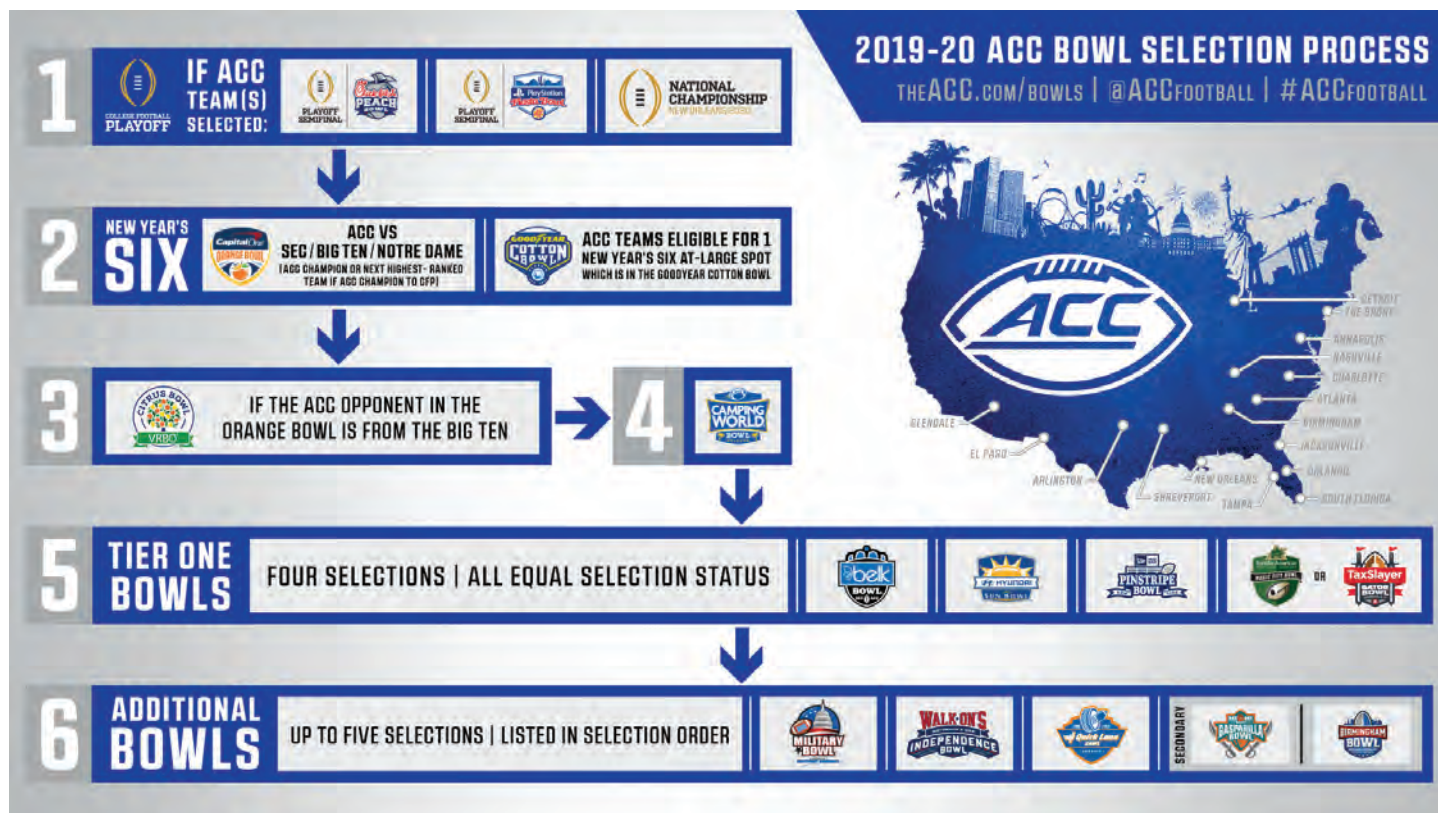 2019-20 ACC BOWL SELECTION PROCESS
THEACC.COM/BOWLS | @ACCFOOTBALL | #ACCFOOTBALL
1
COLLEGE FOOTBALL
PLAYOFF
IF ACC
TEAM(S)
SELECTED:
PLAYOFF
SEMIFINAL
PEACH
PLAYOFF
SEMIFINAL
PlayStation
NATIONAL
CHAMPIONSHIP
2
NEW YEAR'S
SIX
Capital One
ORANGE BOWL
ACC VS
SEC/BIG TEN/NOTRE DAME
(ACC CHAMPION OR NEXT HIGHEST- RANKED
TEAM IF ACC CHAMPION TO CFP)
GOODYEAR
COTTON
BOWL
ACC TEAMS ELIGIBLE FOR 1
NEW YEAR'S SIX AT-LARGE SPOT
WHICH IS IN THE GOODYEAR COTTON BOWL
3
CITRUS BOWL
VRBO
IF THE ACC OPPONENT IN THE
ORANGE BOWL IS FROM THE BIG TEN
4
CAMPING
WORLD
BOWL
ACC
DETROIT
THE BRONX
ANNAPOLIS
NASHVILLE
CHARLOTTE
ATLANTA
BIRMINGHAM
JACKSONVILLE
ORLANDO
SOUTH FLORIDA
GLENDALE
EL PASO
ARLINGTON
SHREVEPORT
NEW ORLEANS
TAMPA
5
TIER ONE
BOWLS
FOUR SELECTIONS | ALL EQUAL SELECTION STATUS
belk
BOWL
HYUNDAI
SUN BOWL
PINSTRIPE
BOWL
MUSIC CITY BOWL
OR
TaxSlayer
GATOR
BOWL
6
ADDITIONAL
BOWLS
UP TO FIVE SELECTIONS | LISTED IN SELECTION ORDER
MILITARY
BOWL
WALK-ON'S
INDEPENDENCE
BOWL
Quick Lane
SECONDARY
GASPARILLA
BOWL
BIRMINGHAM
BOWL